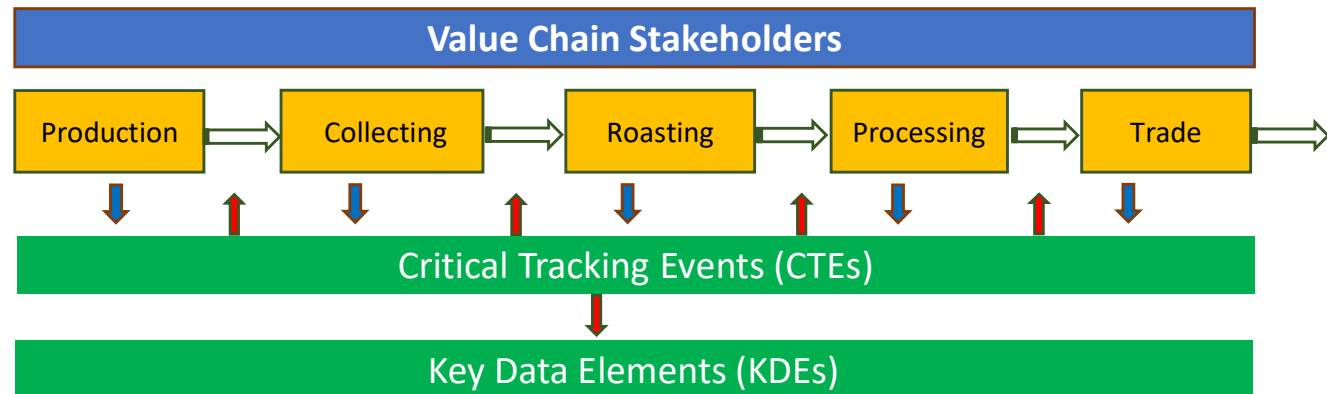 Value Chain Stakeholders
Production
Collecting
Roasting
Processing
Trade
Critical Tracking Events (CTEs)
Key Data Elements (KDEs)